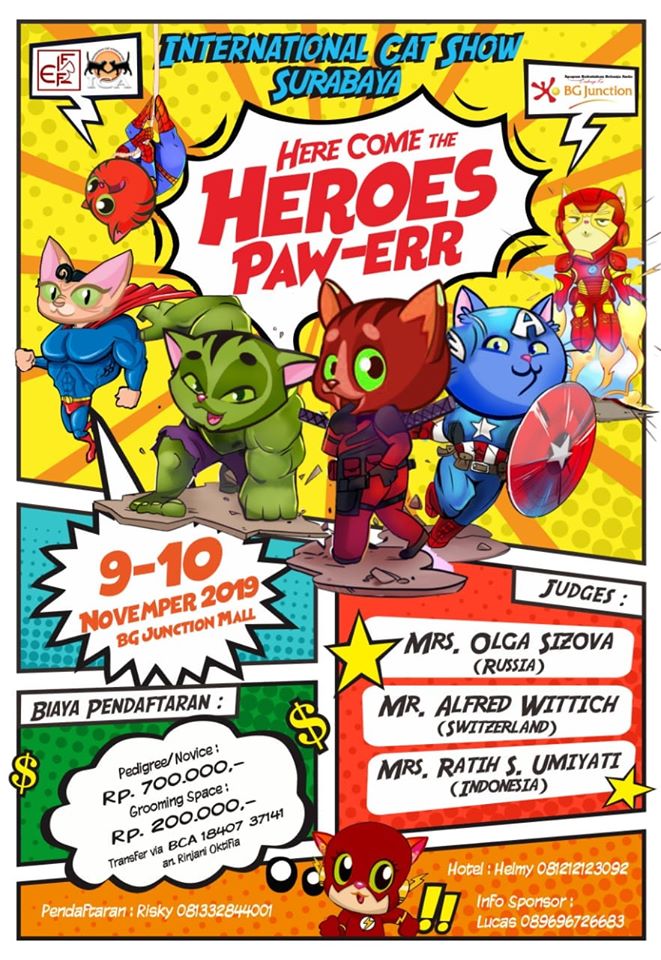 FIFe
ICA
International Cat Show
Surabaya
BG Junction
Here Come the
Heroes
Paw-err
A
9-10
Novemper 2019
BG Junction Mall
Judges :
Mrs. Olga Sizova
(Russia)
Mr. Alfred Wittich
(Switzerland)
Mrs. Ratih S. Umiyati
(Indonesia)
Biaya Pendaftaran :
$
$
Pedigree/Novice :
Rp. 700.000,-
Grooming Space :
Rp. 200.000,-
Transfer via BCA 18407 37141
an. Rinjani Oktifia
!!
Hotel : Helmy 081212123092
Pendaftaran : Risky 081332844001
Info Sponsor :
Lucas 089696726683